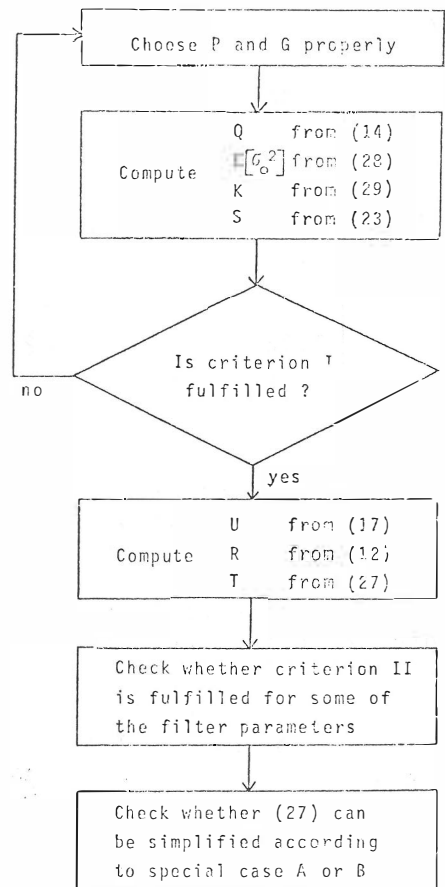 Choose P and G properly
Q from (14)
E[σ₀²] from (28)
Compute
K from (29)
S from (23)
Is criterion I
fulfilled ?
no
yes
U from (17)
Compute R from (12)
T from (27)
Check whether criterion II
is fulfilled for some of
the filter parameters
Check whether (27) can
be simplified according
to special case A or B